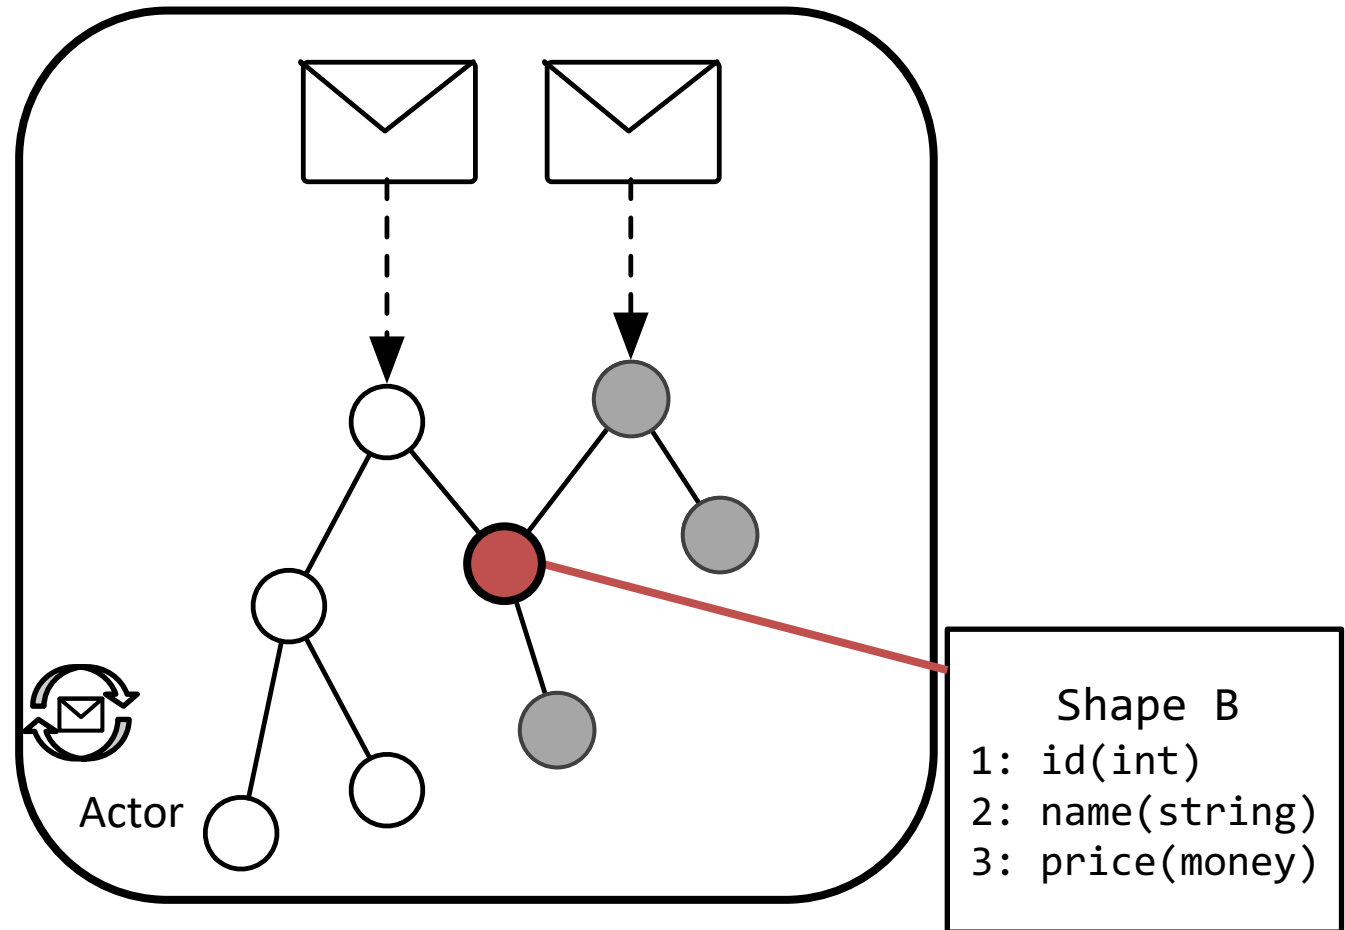 Actor
Shape B
1: id(int)
2: name(string)
3: price(money)